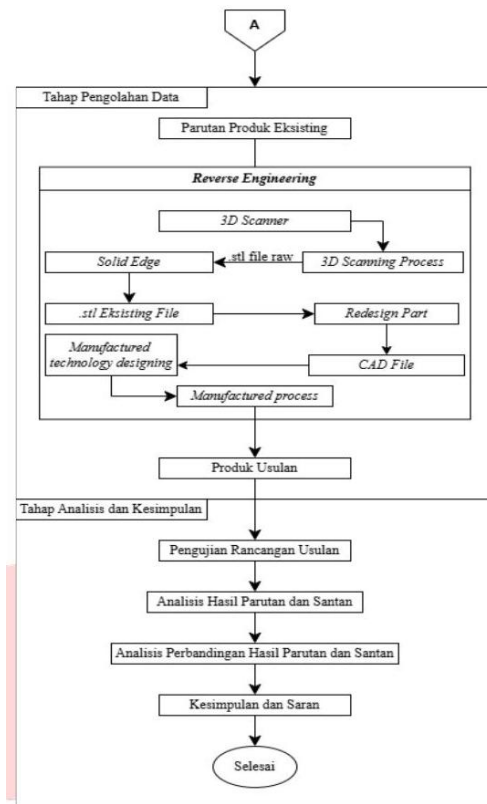 A
Tahap Pengolahan Data
Parutan Produk Eksisting
Reverse Engineering
3D Scanner
Solid Edge
.stl file raw
3D Scanning Process
.stl Eksisting File
Redesign Part
Manufactured
technology designing
CAD File
Manufactured process
Produk Usulan
Tahap Analisis dan Kesimpulan
Pengujian Rancangan Usulan
Analisis Hasil Parutan dan Santan
Analisis Perbandingan Hasil Parutan dan Santan
Kesimpulan dan Saran
Selesai